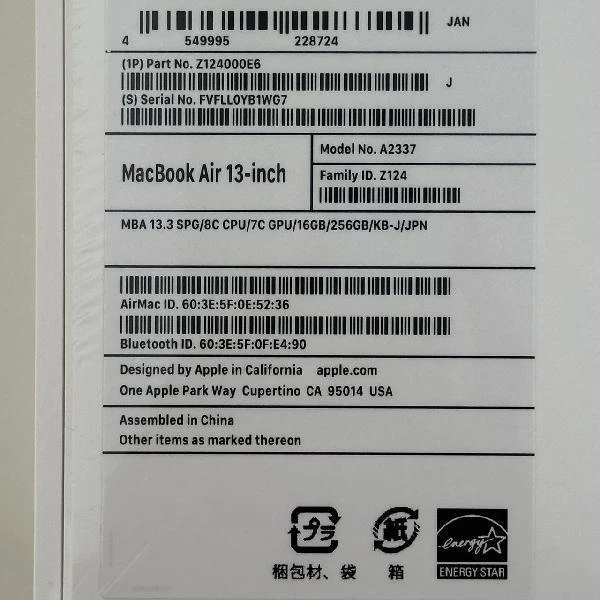 JAN
4 549995 228724
(1P) Part No. Z124000E6
J
(S) Serial No. FVFLL0YB1WG7
MacBook Air 13-inch
Model No. A2337
Family ID. Z124
MBA 13.3 SPG/8C CPU/7C GPU/16GB/256GB/KB-J/JPN
AirMac ID. 60:3E:5F:0E:52:36
Bluetooth ID. 60:3E:5F:0F:E4:90
Designed by Apple in California apple.com
One Apple Park Way Cupertino CA 95014 USA
Assembled in China
Other items as marked thereon
プラ
紙
energy
梱包材、袋
箱
ENERGY STAR